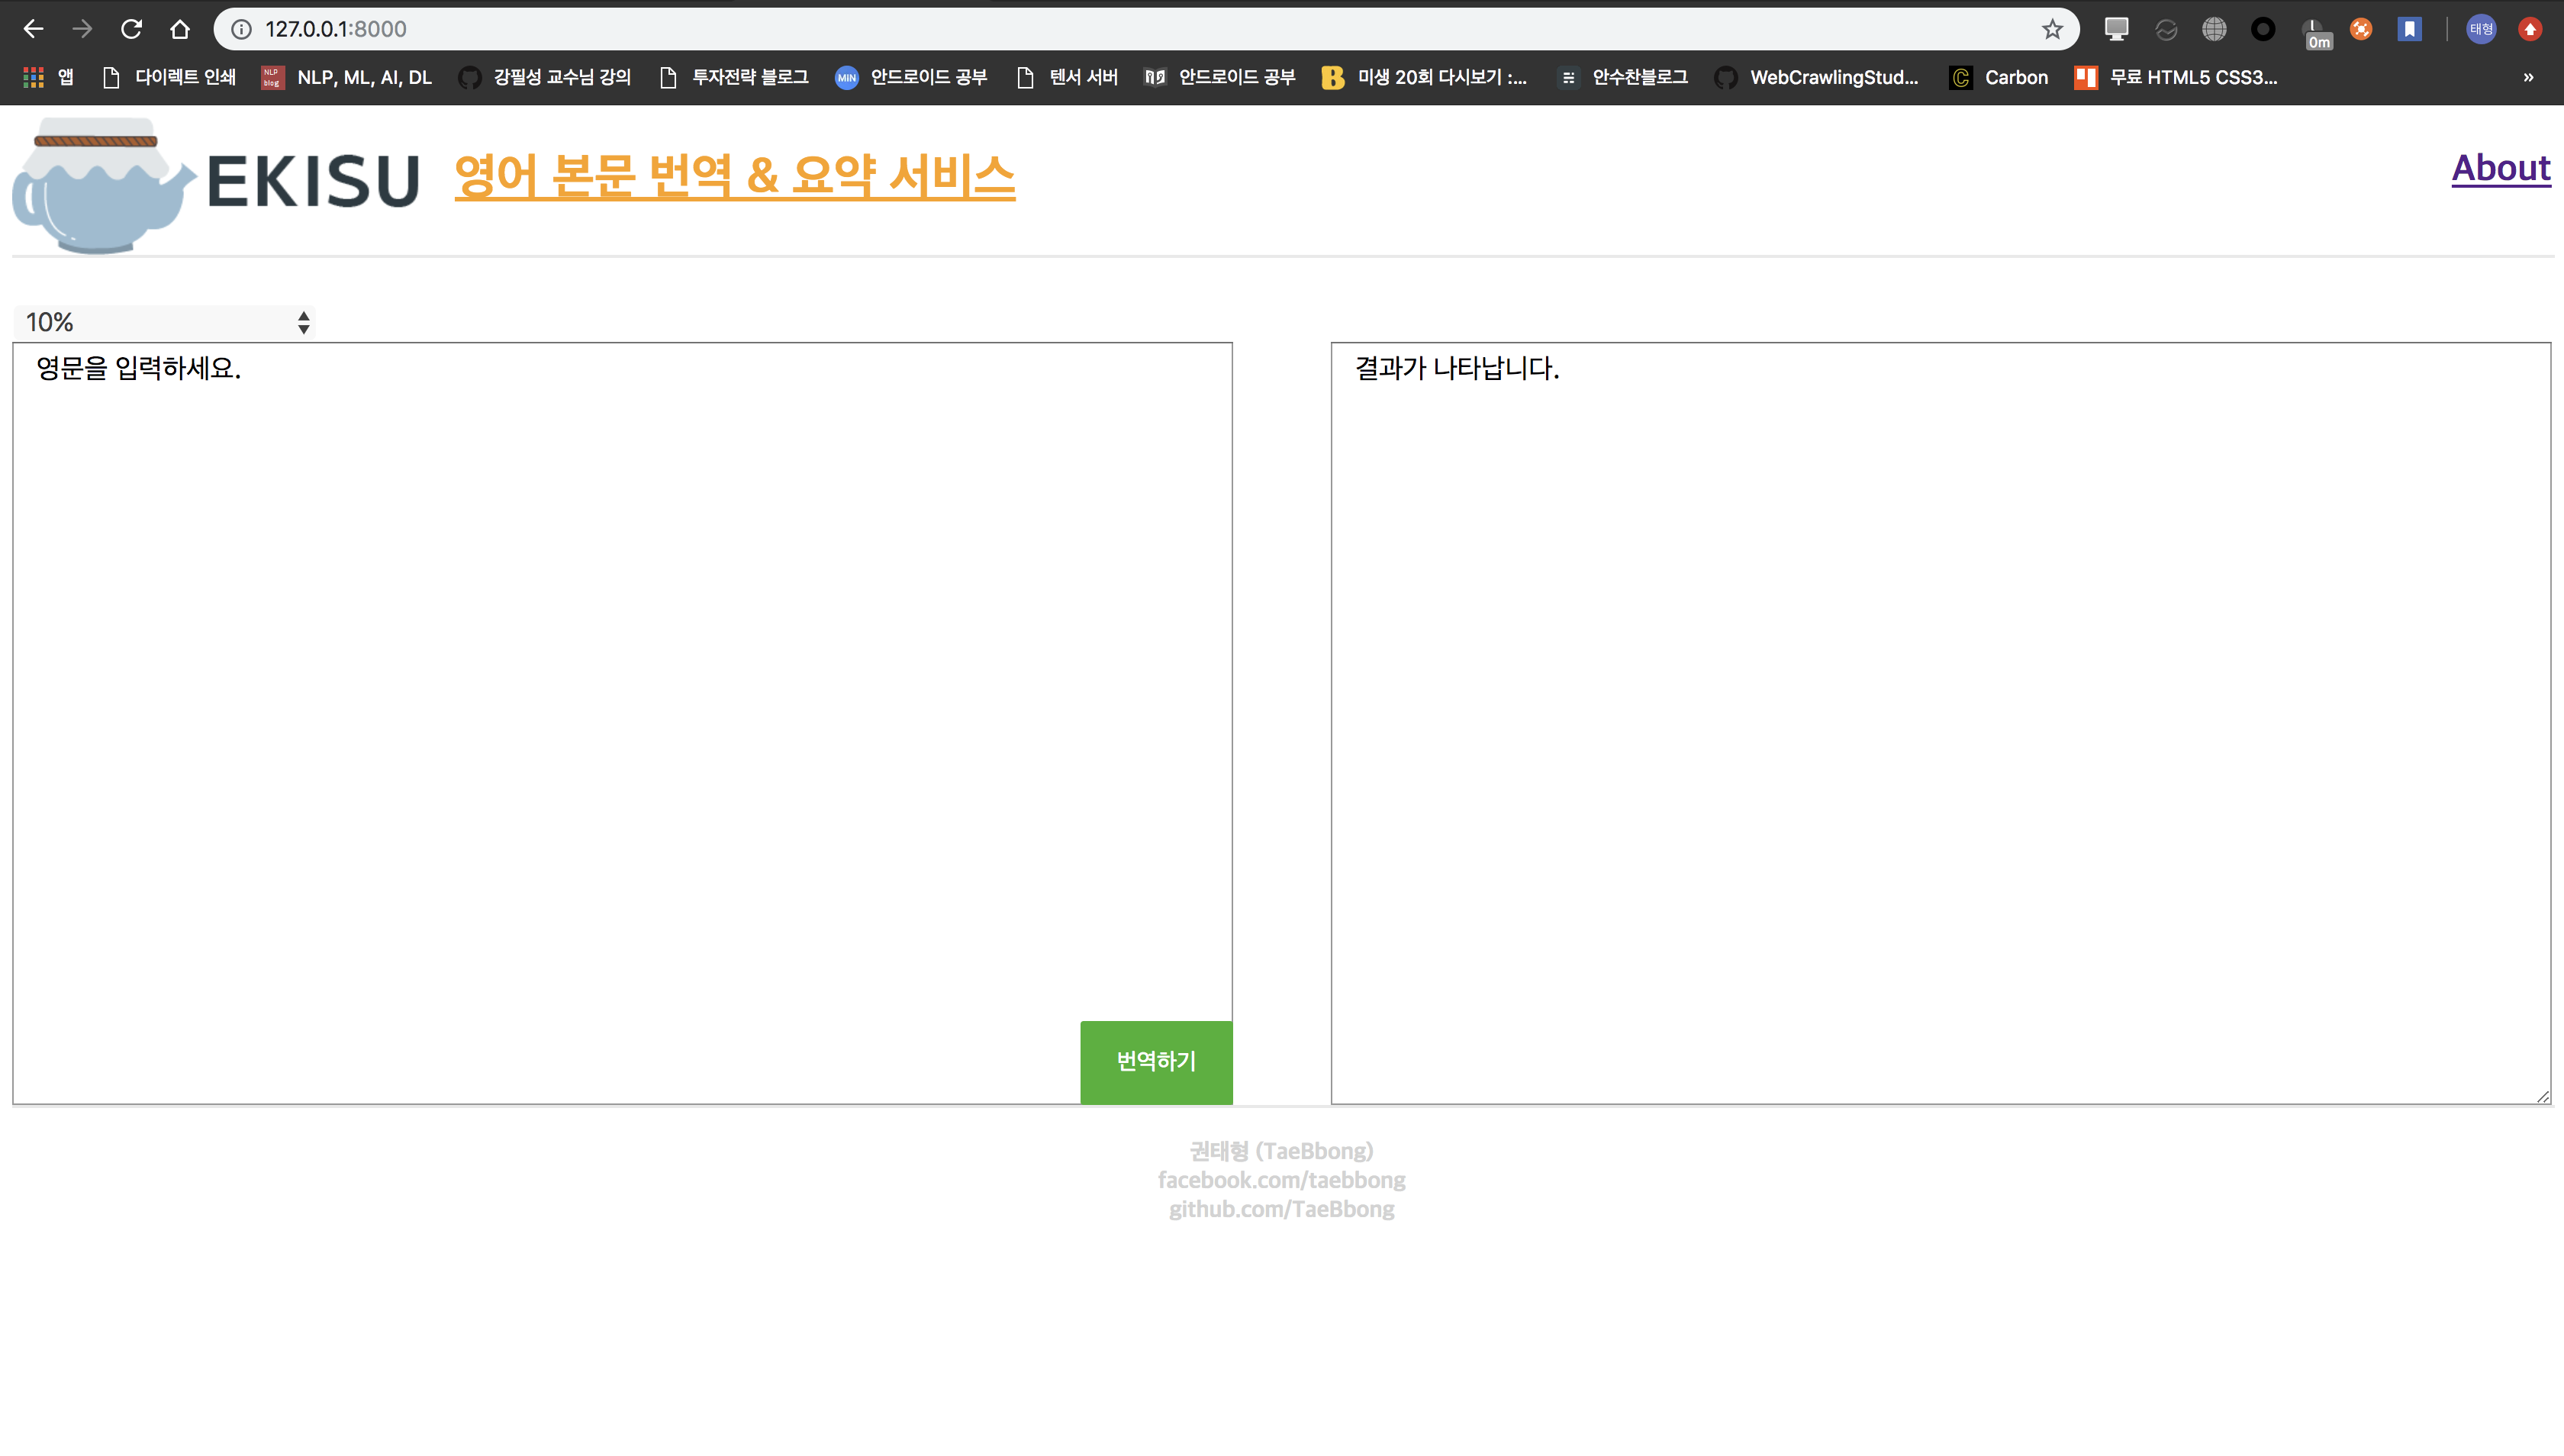 127.0.0.1:8000
0m
태형
앱 다이렉트 인쇄 NLP blog NLP, ML, AI, DL 강필성 교수님 강의 투자전략 블로그 MIN 안드로이드 공부 텐서 서버 안드로이드 공부 B 미생 20회 다시보기 :... 안수찬블로그 WebCrawlingStud... C Carbon 무료 HTML5 CSS3... »
EKISU 영어 본문 번역 & 요약 서비스 About
10%
영문을 입력하세요.
결과가 나타납니다.
번역하기
권태형 (TaeBbong)
facebook.com/taebbong
github.com/TaeBbong